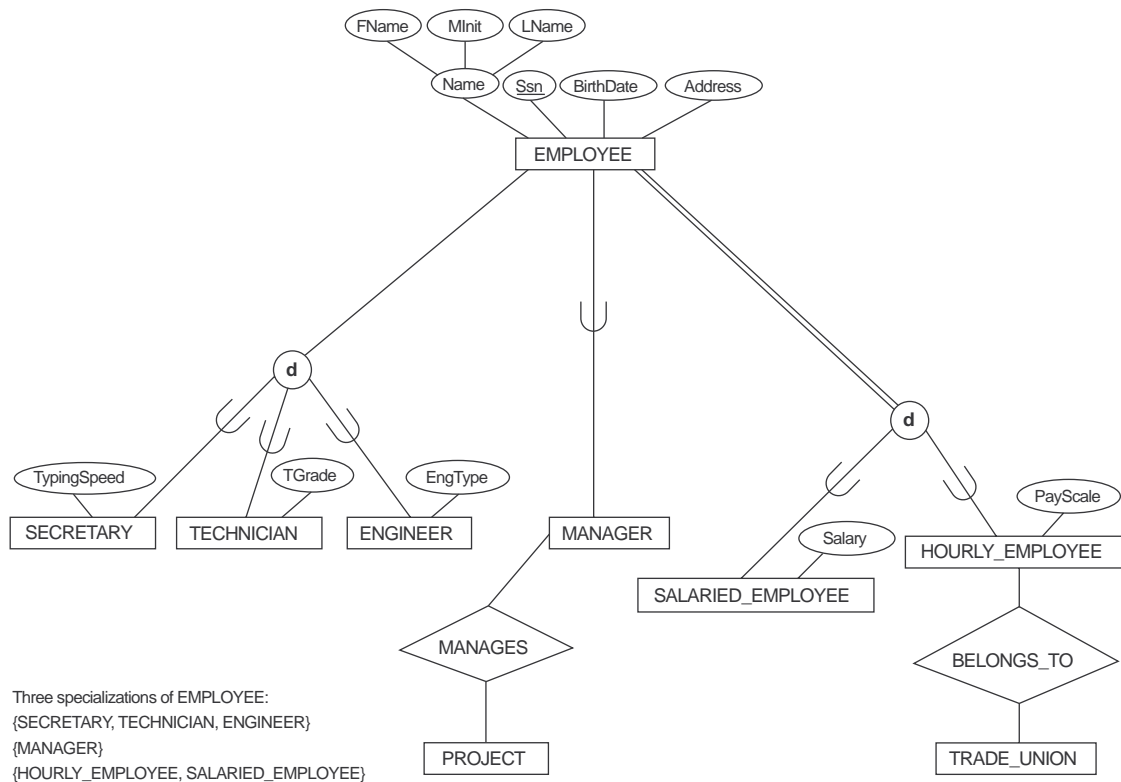 FName
MInit
LName
Name
Ssn
BirthDate
Address
EMPLOYEE
d
d
TypingSpeed
TGrade
EngType
SECRETARY
TECHNICIAN
ENGINEER
MANAGER
Salary
PayScale
SALARIED_EMPLOYEE
HOURLY_EMPLOYEE
MANAGES
BELONGS_TO
PROJECT
TRADE_UNION
Three specializations of EMPLOYEE:
{SECRETARY, TECHNICIAN, ENGINEER}
{MANAGER}
{HOURLY_EMPLOYEE, SALARIED_EMPLOYEE}